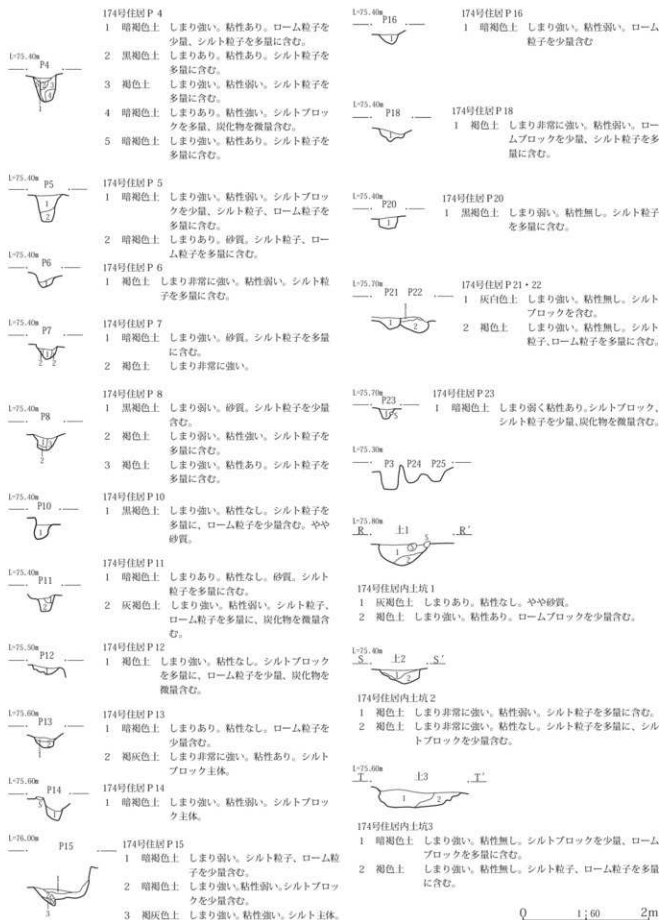 174号住居P 4
L=75.40m
P4
1 暗褐色土 しまり強い。粘性あり。ローム粒子を
少量、シルト粒子を多量に含む。
2 黒褐色土 しまりあり。粘性あり。シルト粒子を
多量に含む。
3 褐色土 しまり強い。粘性弱い。シルト粒子を
多量に含む。
4 暗褐色土 しまりあり。粘性強い。シルトブロッ
クを多量、炭化物を微量含む。
5 暗褐色土 しまり強い。粘性あり。シルト粒子を
多量に含む。
L=75.40m
P5
174号住居P 5
1 暗褐色土 しまり強い。粘性弱い。シルトブロッ
クを少量、シルト粒子、ローム粒子を
多量に含む。
2 暗褐色土 しまりあり。砂質。シルト粒子、ロー
ム粒子を多量に含む。
L=75.40m
P6
174号住居P 6
1 褐色土 しまり非常に強い。粘性弱い。シルト粒
子を多量に含む。
L=75.40m
P7
174号住居P 7
1 暗褐色土 しまり強い。砂質。シルト粒子を多量
に含む。
2 褐色土 しまり非常に強い。
L=75.40m
P8
174号住居P 8
1 黒褐色土 しまり弱い。砂質。シルト粒子を少量
含む。
2 褐色土 しまり弱い。粘性強い。シルト粒子を
多量に含む。
3 褐色土 しまり強い。粘性あり。シルト粒子を
多量に含む。
L=75.40m
P10
174号住居P10
1 黒褐色土 しまり強い。粘性なし。シルト粒子を
多量に、ローム粒子を少量含む。やや
砂質。
L=75.40m
P11
174号住居P11
1 暗褐色土 しまりあり。粘性なし。砂質。シルト
粒子を多量に含む。
2 灰褐色土 しまり強い。粘性弱い。シルト粒子、
ローム粒子を多量に、炭化物を微量含
む。
L=75.50m
P12
174号住居P12
1 褐色土 しまり強い。粘性なし。シルトブロック
を多量に、ローム粒子を少量、炭化物を
微量含む。
L=75.60m
P13
174号住居P13
1 暗褐色土 しまりあり。粘性なし。ローム粒子を
少量含む。
2 褐灰色土 しまり非常に強い。粘性あり。シルト
ブロック主体。
L=75.60m
P14
174号住居P14
1 暗褐色土 しまり強い。粘性弱い。シルトブロッ
ク主体。
L=76.00m
P15
174号住居P15
1 暗褐色土 しまり弱い。シルト粒子、ローム粒
子を少量含む。
2 暗褐色土 しまり強い。粘性弱い。シルトブロッ
クを少量含む。
3 褐灰色土 しまり強い。粘性強い。シルト主体。
L=75.40m
P16
174号住居P16
1 暗褐色土 しまり強い、粘性弱い、ローム
粒子を少量含む
L=75.40m
P18
174号住居P18
1 褐色土 しまり非常に強い。粘性弱い。ロー
ムブロックを少量、シルト粒子を多
量に含む。
L=75.40m
P20
174号住居P20
1 黒褐色土 しまり弱い、粘性無し。シルト粒子
を多量に含む。
L=75.70m
P21 P22
174号住居P21・22
1 灰白色土 しまり強い。粘性無し。シルト
ブロックを含む。
2 褐色土 しまり強い。粘性無し、シルト
粒子、ローム粒子を多量に含む。
L=75.70m
P23
174号住居P23
1 暗褐色土 しまり弱く粘性あり。シルトブロック、
シルト粒子を少量、炭化物を微量含む。
L=75.30m
P3 P24 P25
L=75.80m
R 土1 R'
174号住居内土坑1
1 灰褐色土 しまりあり。粘性なし。やや砂質。
2 褐色土 しまり強い。粘性あり。ロームブロックを少量含む。
L=75.40m
S 土2 S'
174号住居内土坑2
1 褐色土 しまり非常に強い。粘性弱い。シルト粒子を多量に含む。
2 褐色土 しまり非常に強い。粘性なし。シルト粒子を多量に、シル
トブロックを少量含む。
L=75.60m
T 土3 T'
174号住居内土坑3
1 暗褐色土 しまり強い。粘性無し。シルトブロックを少量、ローム
ブロックを多量に含む。
2 褐色土 しまり強い。粘性無し。シルト粒子、ローム粒子を多量
に含む。
0 1:60 2m